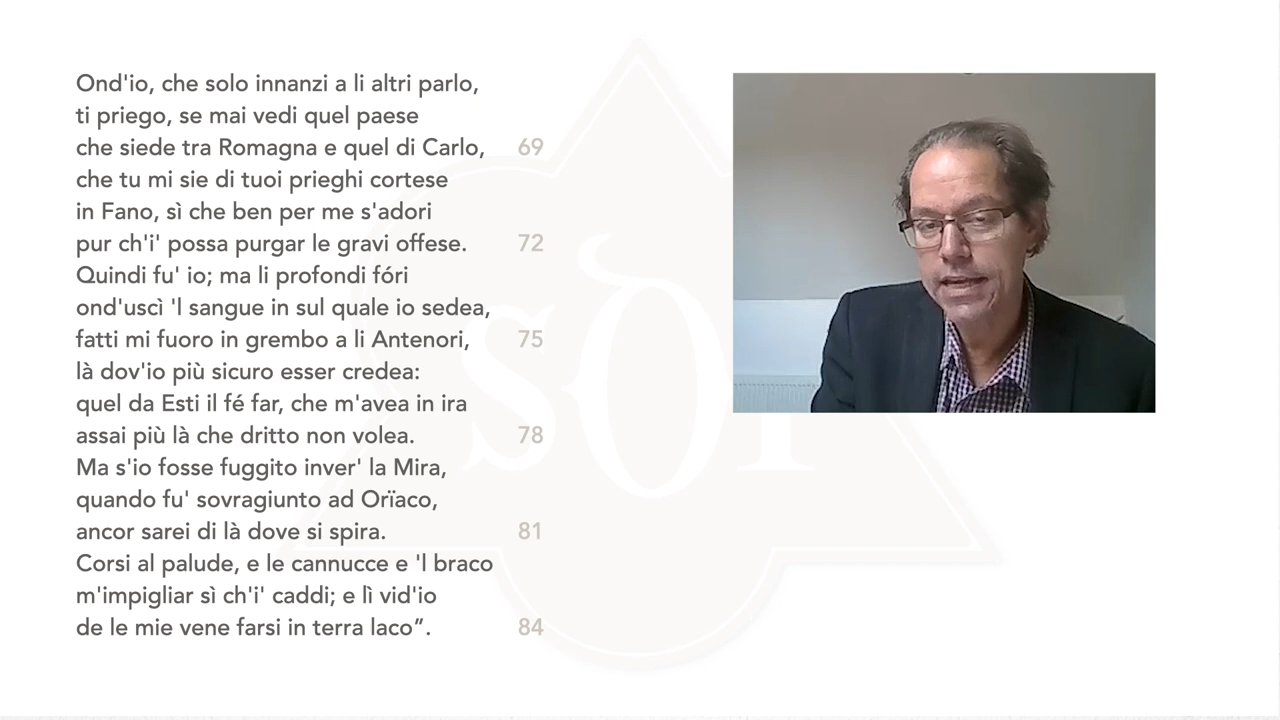 Ond'io, che solo innanzi a li altri parlo,
ti priego, se mai vedi quel paese
che siede tra Romagna e quel di Carlo, 69
che tu mi sie di tuoi prieghi cortese
in Fano, sì che ben per me s'adori
pur ch'i' possa purgar le gravi offese. 72
Quindi fu' io; ma li profondi fóri
ond'uscì 'l sangue in sul quale io sedea,
fatti mi fuoro in grembo a li Antenori, 75
là dov'io più sicuro esser credea:
quel da Esti il fé far, che m'avea in ira
assai più là che dritto non volea. 78
Ma s'io fosse fuggito inver' la Mira,
quando fu' sovragiunto ad Orïaco,
ancor sarei di là dove si spira. 81
Corsi al palude, e le cannucce e 'l braco
m'impigliar sì ch'i' caddi; e lì vid'io
de le mie vene farsi in terra laco”. 84